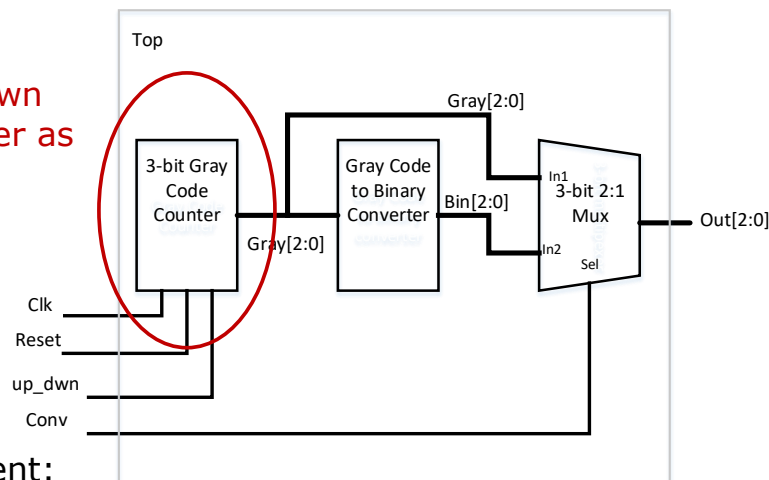 Top
wn
er as
Gray[2:0]
3-bit Gray
Code
Counter
Gray Code
to Binary
Converter
In1
3-bit 2:1
Mux
Bin[2:0]
Out[2:0]
Gray[2:0]
In2
Sel
Clk
Reset
up_dwn
Conv
ent: